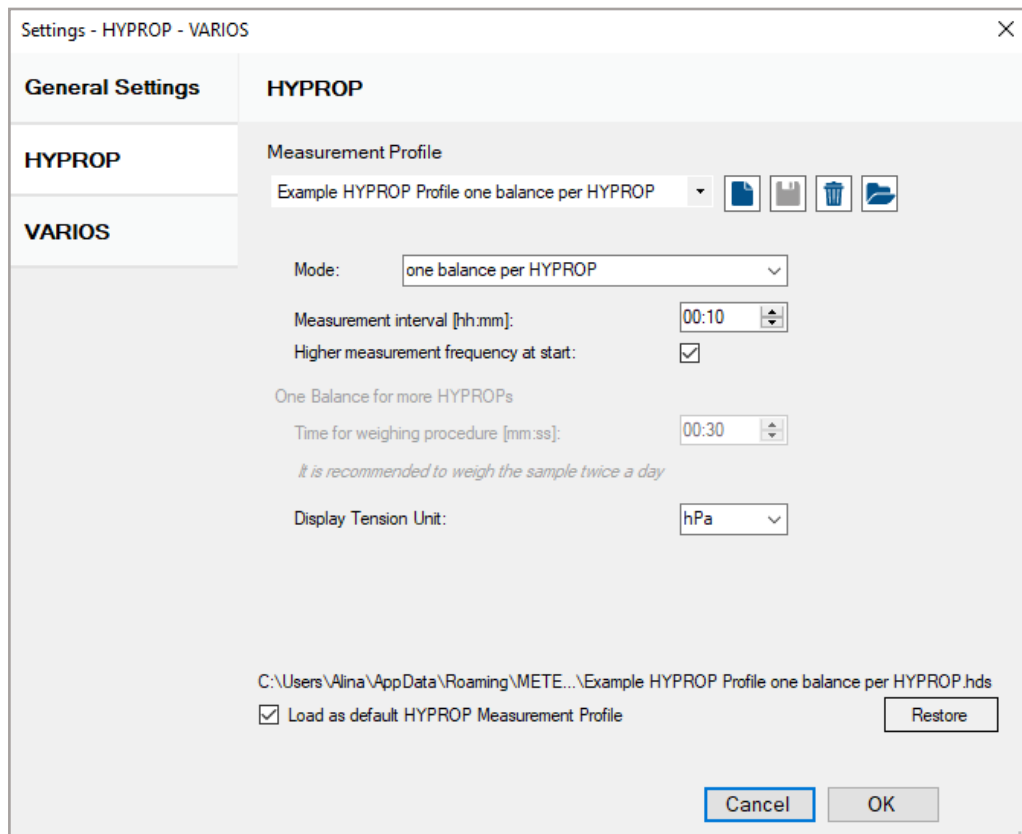 Settings - HYPROP - VARIOS
General Settings
HYPROP
HYPROP
VARIOS
Measurement Profile
Example HYPROP Profile one balance per HYPROP
Mode: one balance per HYPROP
Measurement interval [hh:mm]: 00:10
Higher measurement frequency at start:
One Balance for more HYPROPs
Time for weighing procedure [mm:ss]: 00:30
It is recommended to weigh the sample twice a day
Display Tension Unit: hPa
C:\Users\Alina\AppData\Roaming\METE...\Example HYPROP Profile one balance per HYPROP.hds
Load as default HYPROP Measurement Profile
Restore
Cancel
OK